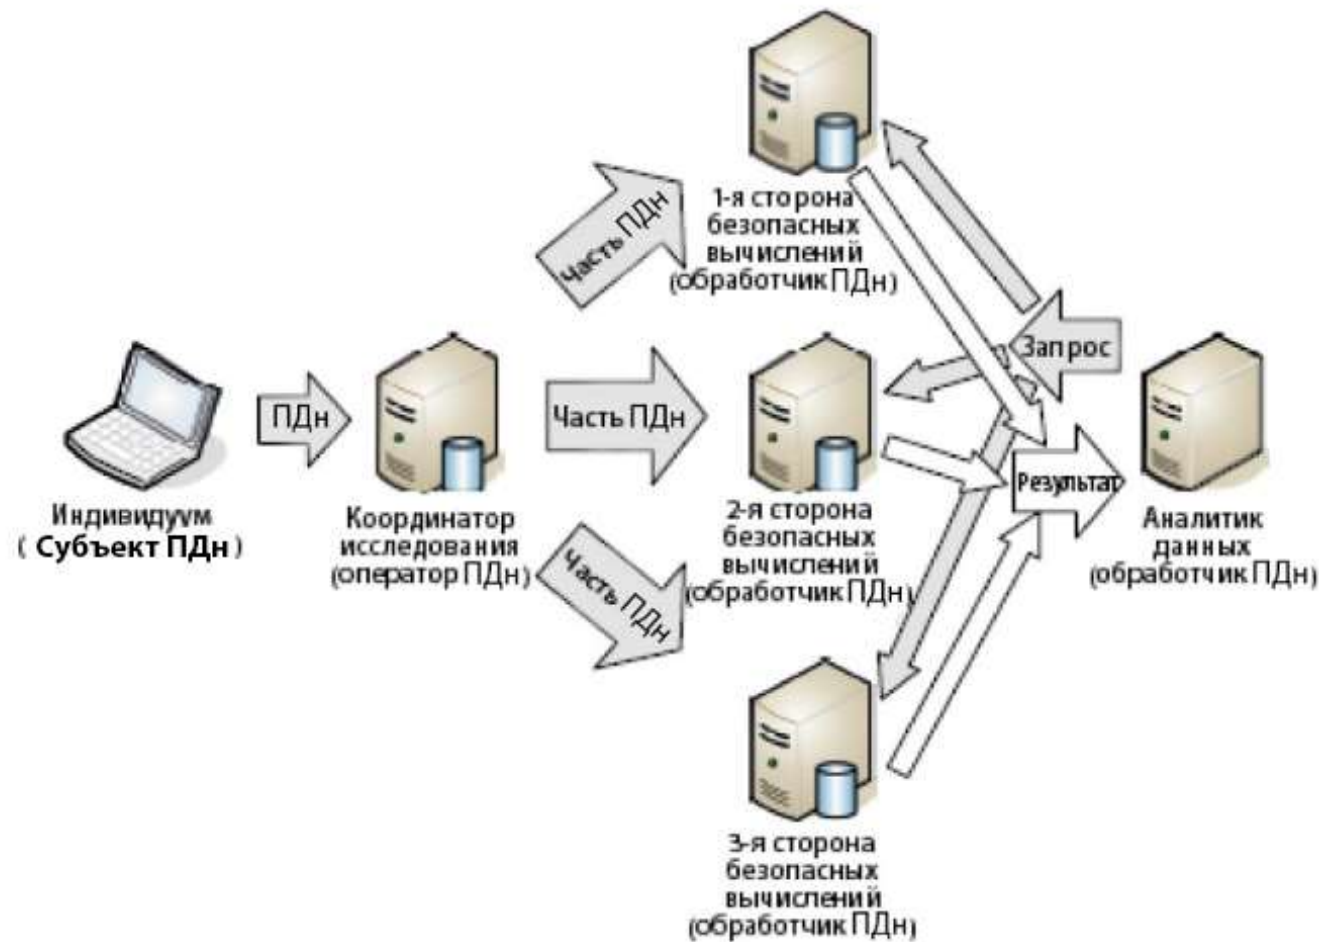 Часть ПДн
1-я сторона
безопасных
вычислений
(обработчик ПДн)
Запрос
ПДн
Часть ПДн
Результат
Индивидуум
( Субъект ПДн )
Координатор
исследования
(оператор ПДн)
2-я сторона
безопасных
вычислений
(обработчик ПДн)
Аналитик
данных
(обработчик ПДн)
Часть ПДн
3-я сторона
безопасных
вычислений
(обработчик ПДн)